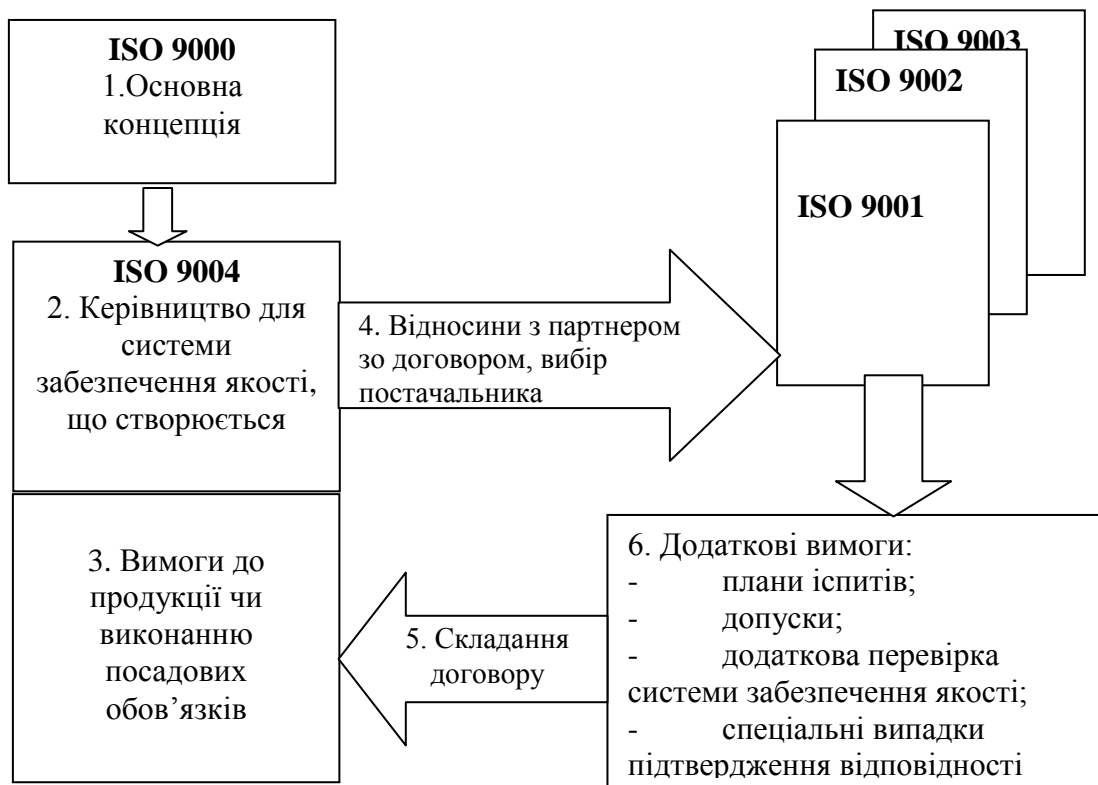 ISO 9000
1.Основна
концепція
ISO 9003
ISO 9002
ISO 9001
ISO 9004
2. Керівництво для
системи
забезпечення якості,
що створюється
4. Відносини з партнером
зо договором, вибір
постачальника
3. Вимоги до
продукції чи
виконанню
посадових
обов’язків
5. Складання
договору
6. Додаткові вимоги:
- плани іспитів;
- допуски;
- додаткова перевірка
системи забезпечення якості;
- спеціальні випадки
підтвердження відповідності